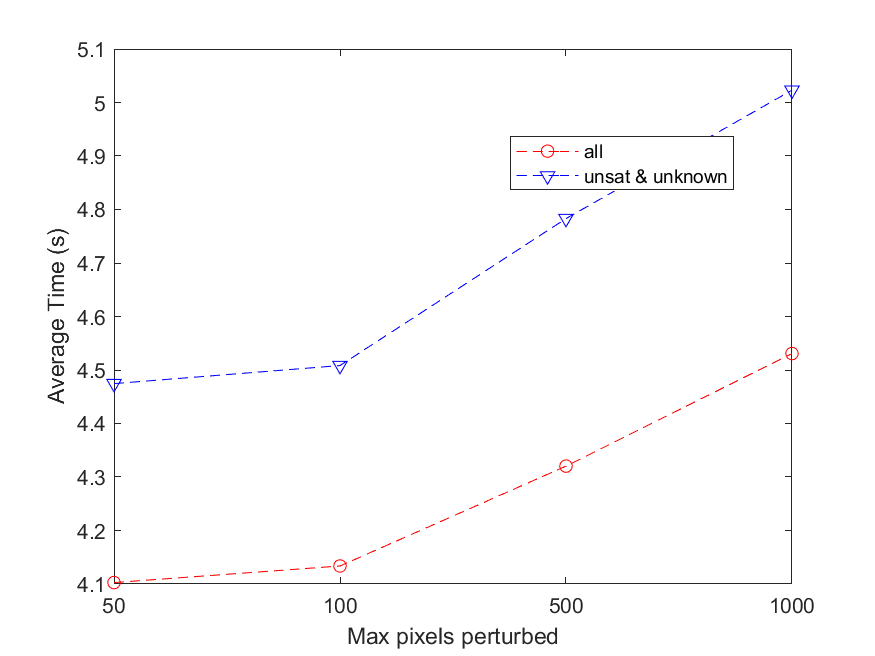 5.1
5
4.9
4.8
4.7
4.6
4.5
4.4
4.3
4.2
4.1
Average Time (s)
all
unsat & unknown
50 100 500 1000
Max pixels perturbed